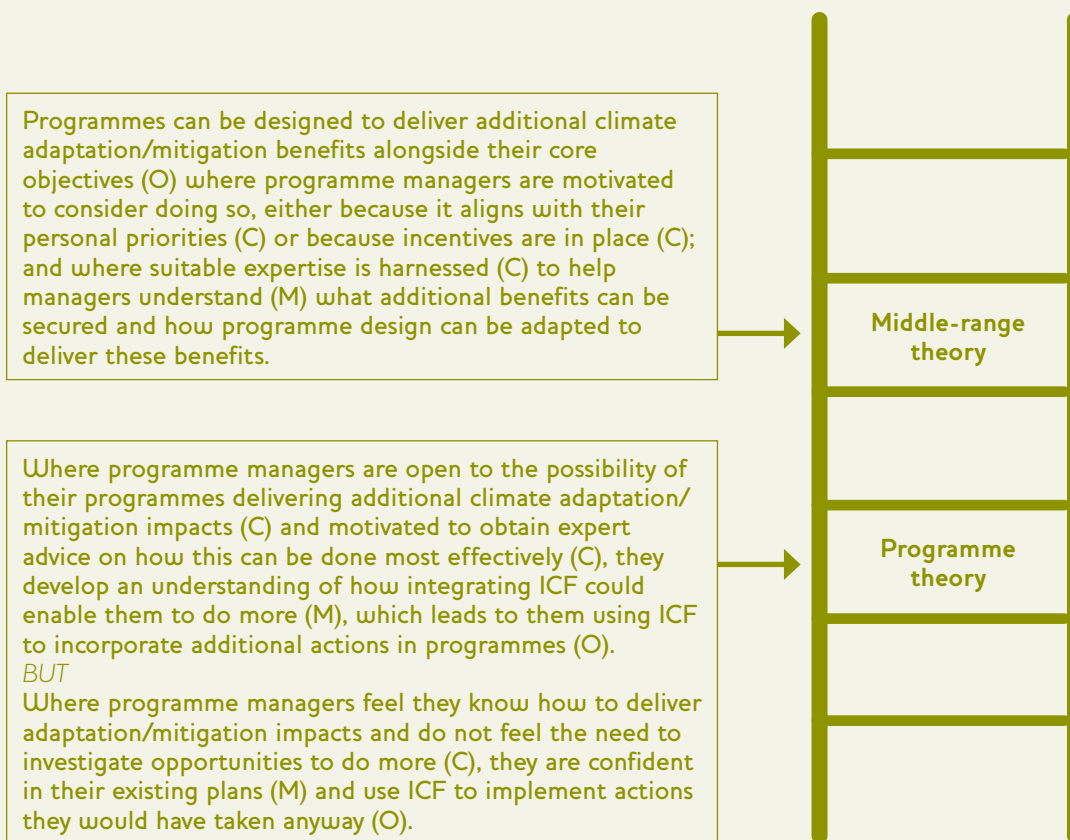 Programmes can be designed to deliver additional climate
adaptation/mitigation benefits alongside their core
objectives (O) where programme managers are motivated
to consider doing so, either because it aligns with their
personal priorities (C) or because incentives are in place (C);
and where suitable expertise is harnessed (C) to help
managers understand (M) what additional benefits can be
secured and how programme design can be adapted to
deliver these benefits.
Middle-range
theory
Where programme managers are open to the possibility of
their programmes delivering additional climate adaptation/
mitigation impacts (C) and motivated to obtain expert
advice on how this can be done most effectively (C), they
develop an understanding of how integrating ICF could
enable them to do more (M), which leads to them using ICF
to incorporate additional actions in programmes (O).
BUT
Where programme managers feel they know how to deliver
adaptation/mitigation impacts and do not feel the need to
investigate opportunities to do more (C), they are confident
in their existing plans (M) and use ICF to implement actions
they would have taken anyway (O).
Programme
theory